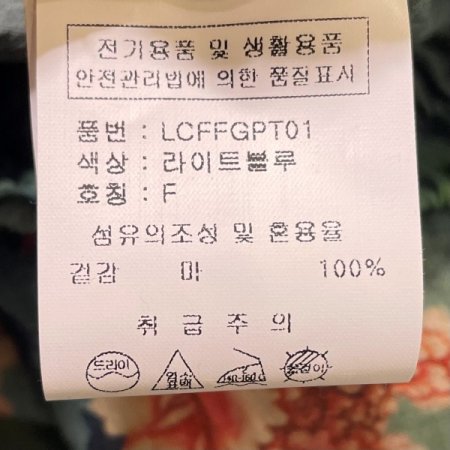 전기용품 및 생활용품
안전관리법에 의한 품질표시
품번 : LCFFGPT01
색상 : 라이트블루
호칭 : F
섬유의조성 및 혼용율
겉감 마 100%
취급주의
드라이